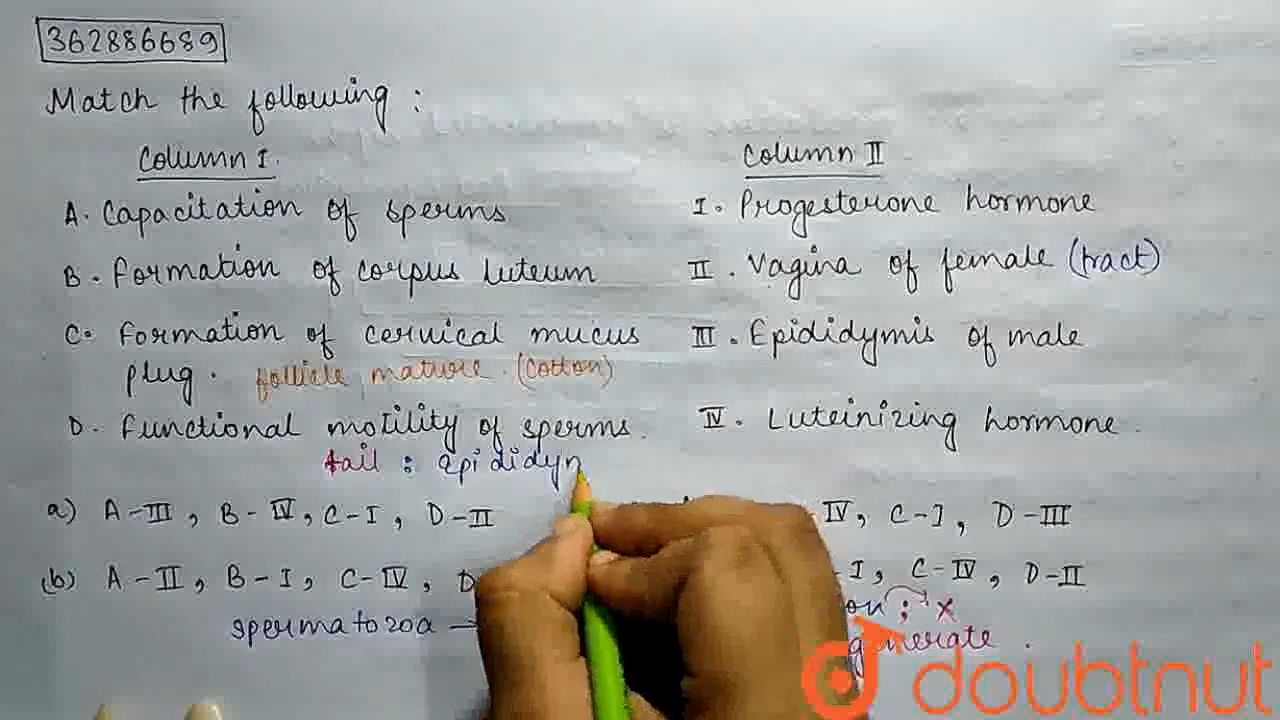 362886689
Match the following :
Column I. Column II
A. Capacitation of sperms I. Progesterone hormone
B. Formation of corpus luteum II. Vagina of female (tract)
C. Formation of cervical mucus III. Epididymis of male
plug. follicle mature. (Cotton)
D. Functional motility of sperms. IV. Luteinizing hormone.
tail : epididy
a) A-III, B-IV, C-I, D-II IV, C-I, D-III
(b) A-II, B-I, C-IV, D I, C-IV, D-II
spermatozoa → ; x
generate.
doubtnut